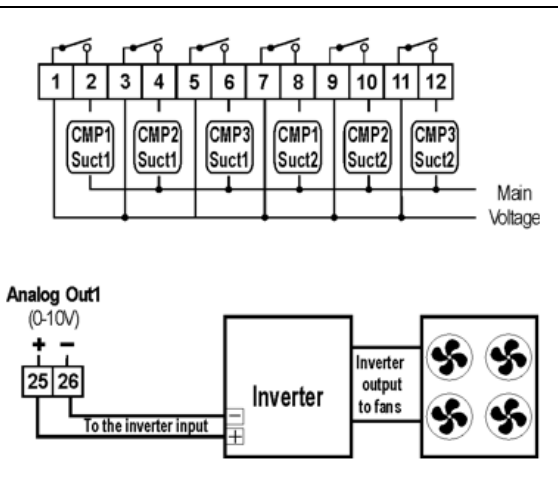 1 2 3 4 5 6 7 8 9 10 11 12
CMP1 CMP2 CMP3 CMP1 CMP2 CMP3
Suct1 Suct1 Suct1 Suct2 Suct2 Suct2
Main
Voltage
Analog Out1
(0-10V)
+ −
25 26
To the inverter input
−
+
Inverter
Inverter
output
to fans